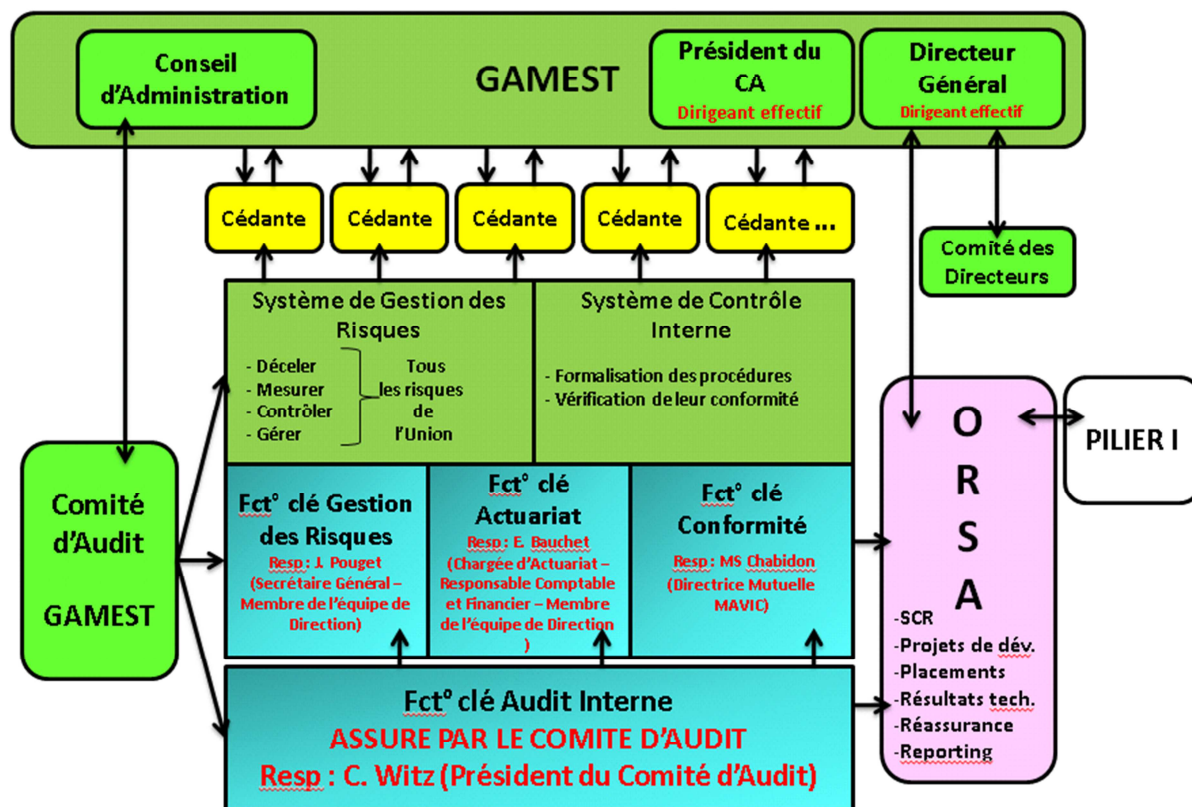 Conseil
d'Administration
GAMEST
Président du
CA
Dirigeant effectif
Directeur
Général
Dirigeant effectif
Cédante
Cédante
Cédante
Cédante
Cédante ...
Comité des
Directeurs
Système de Gestion des
Risques
- Déceler
- Mesurer
- Contrôler
- Gérer
Tous
les risques
de
l'Union
Système de Contrôle
Interne
- Formalisation des procédures
- Vérification de leur conformité
Comité
d'Audit
GAMEST
Fct° clé Gestion
des Risques
Resp : J. Pouget
(Secrétaire Général –
Membre de l'équipe de
Direction)
Fct° clé
Actuariat
Resp : E. Bauchet
(Chargée d'Actuariat –
Responsable Comptable
et Financier – Membre
de l'équipe de Direction
)
Fct° clé
Conformité
Resp : MS Chabidon
(Directrice Mutuelle
MAVIC)
Fct° clé Audit Interne
ASSURE PAR LE COMITE D'AUDIT
Resp : C. Witz (Président du Comité d'Audit)
O
R
S
A
-SCR
-Projets de dév.
-Placements
-Résultats tech.
-Réassurance
-Reporting
PILIER I